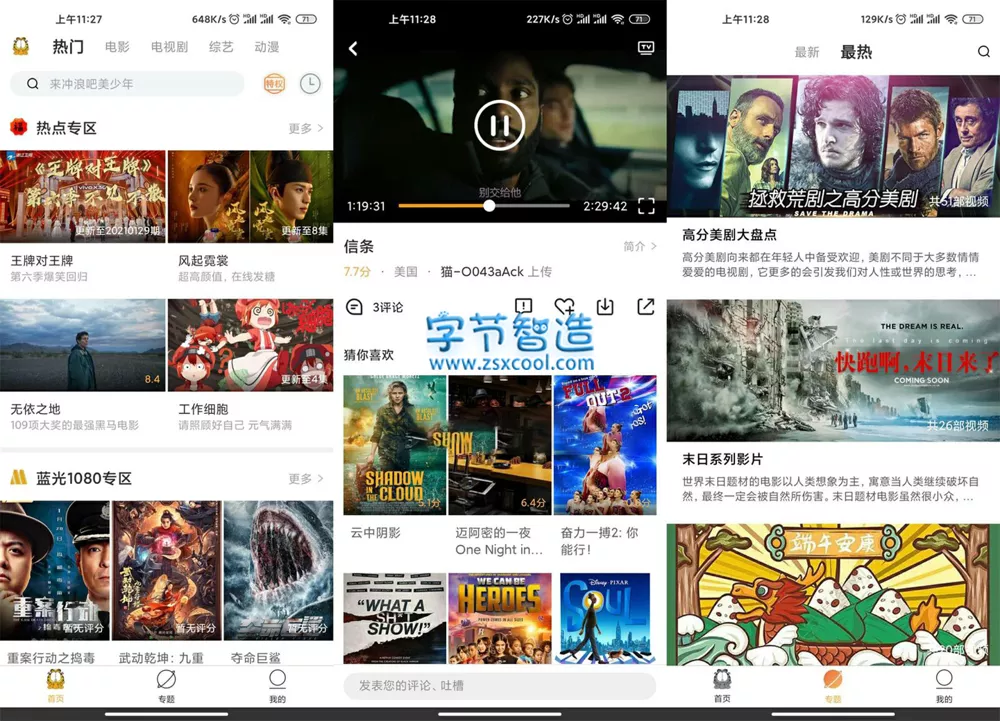 上午11:27
648K/s
71
热门
电影
电视剧
综艺
动漫
来冲浪吧美少年
特权
福
热点专区
更多 >
《王牌对王牌》
更新至20210129期
更新至8集
王牌对王牌
第六季爆笑回归
风起霓裳
超高颜值，在线发糖
8.4
更新至4集
无依之地
109项大奖的最强黑马电影
工作细胞
请照顾好自己 元气满满
蓝光1080专区
更多 >
重案行动
暂无评分
暂无评分
暂无评分
重案行动之捣毒
武动乾坤：九重
夺命巨鲨
首页
专题
我的
上午11:28
227K/s
71
TV
别交给他
1:19:31
2:29:42
信条
简介 >
7.7分 · 美国 · 猫-O043aAck 上传
3评论
字节智造
www.zsxcool.com
猜你喜欢
SHADOW
IN THE CLOUD
5.1分
SHOW
6.4分
FULL
OUT 2
云中阴影
迈阿密的一夜
One Night in...
奋力一搏2: 你
能行！
"WHAT A
SH*T
SHOW!"
WE CAN BE
HEROES
Disney PIXAR
SOUL
发表您的评论、吐槽
上午11:28
129K/s
71
最新
最热
拯救荒剧之高分美剧
SAVE THE DRAMA
共51部视频
高分美剧大盘点
高分美剧向来都在年轻人中备受欢迎，美剧不同于大多数情情
爱爱的电视剧，它更多的会引发我们对人性或世界的思考，...
THE DREAM IS REAL.
The last day is coming
快跑啊，末日来了
COMING SOON
共26部视频
末日系列影片
世界末日题材的电影以人类想象为主，寓意当人类继续破坏自
然，最终一定会被自然所伤害，末日题材电影虽然很小众，...
端午安康
首页
专题
我的